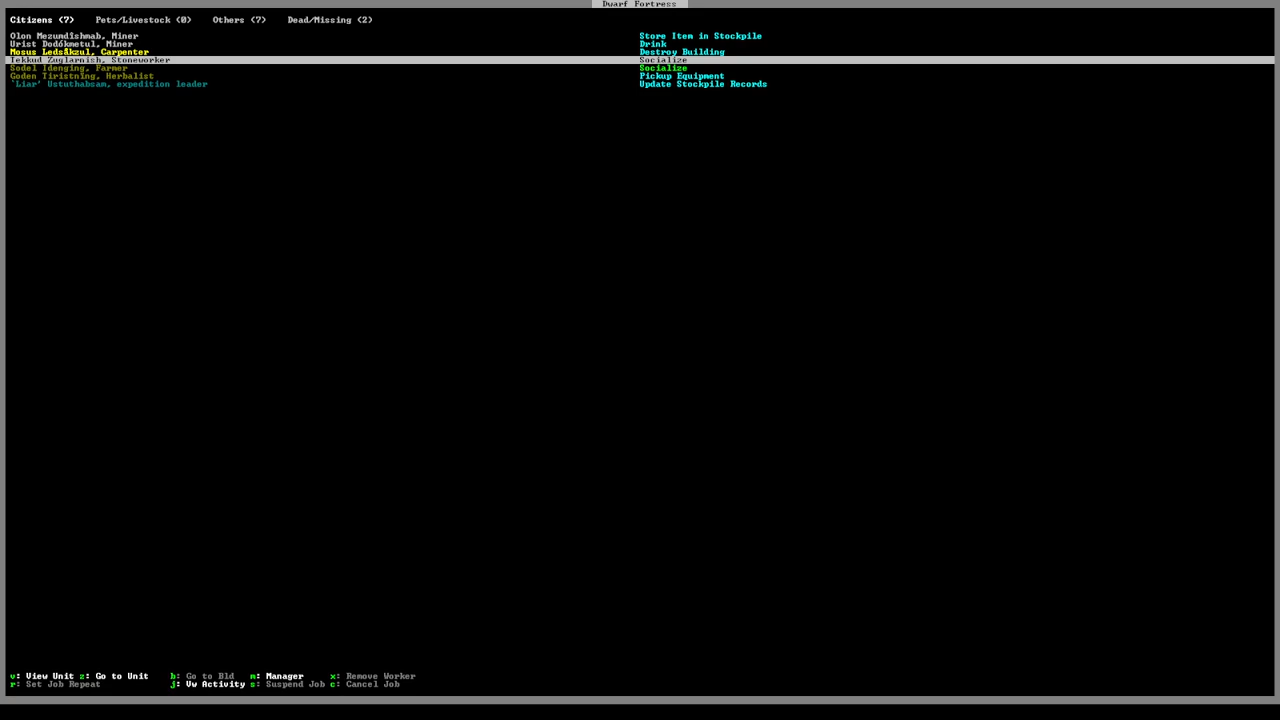 Dwarf Fortress
Citizens (7) Pets/Livestock (0) Others (7) Dead/Missing (2)
Olon Mezumdîshmab, Miner Store Item in Stockpile
Urist Dodókmetul, Miner Drink
Mosus Ledsåkzul, Carpenter Destroy Building
Tekkud Zuglarnish, Stoneworker Socialize
Sodel Idenging, Farmer Socialize
Goden Tiristning, Herbalist Pickup Equipment
'Liar' Ustuthabsam, expedition leader Update Stockpile Records
v: View Unit z: Go to Unit b: Go to Bld m: Manager x: Remove Worker
r: Set Job Repeat j: Vw Activity s: Suspend Job c: Cancel Job